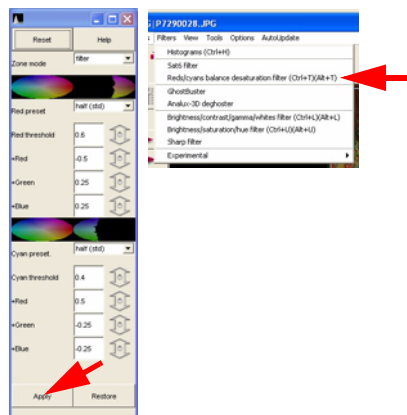 Reset Help
Zone mode filter
Red preset half (std)
Red threshold 0.6
+Red -0.5
+Green 0.25
+Blue 0.25
Cyan preset. half (std)
Cyan threshold 0.4
+Red 0.5
+Green -0.25
+Blue -0.25
Apply Restore
P7290028.JPG
Filters View Tools Options AutoUpdate
Histograms (Ctrl+H)
Sat6 filter
Reds/cyans balance desaturation filter (Ctrl+T)(Alt+T)
GhostBuster
Analux-3D deghoster
Brightness/contrast/gamma/whites filter (Ctrl+L)(Alt+L)
Brightness/saturation/hue filter (Ctrl+U)(Alt+U)
Sharp filter
Experimental